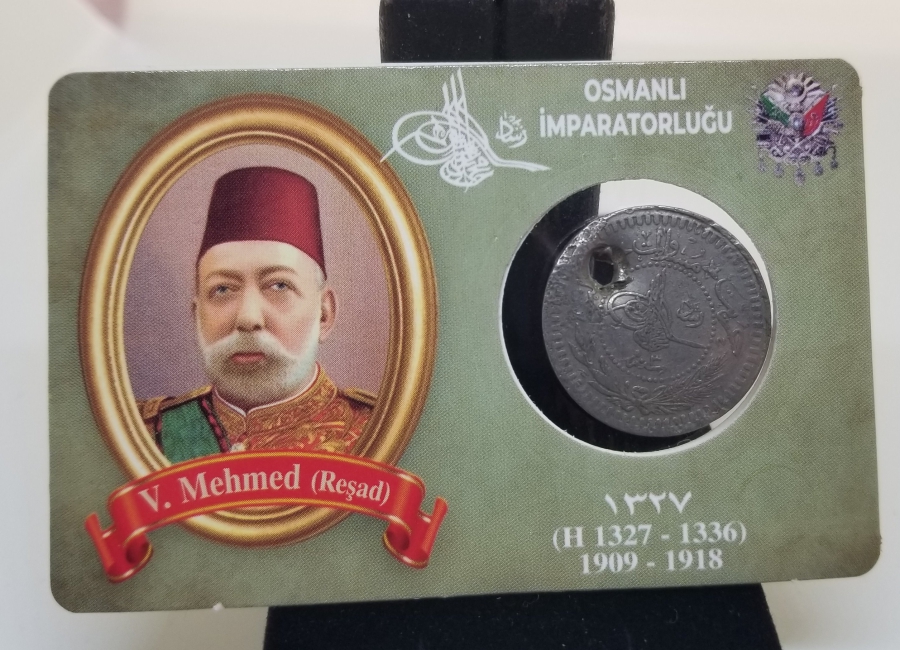 OSMANLI
İMPARATORLUĞU
V. Mehmed (Reşad)
١٣٢٧
(H 1327 - 1336)
1909 - 1918